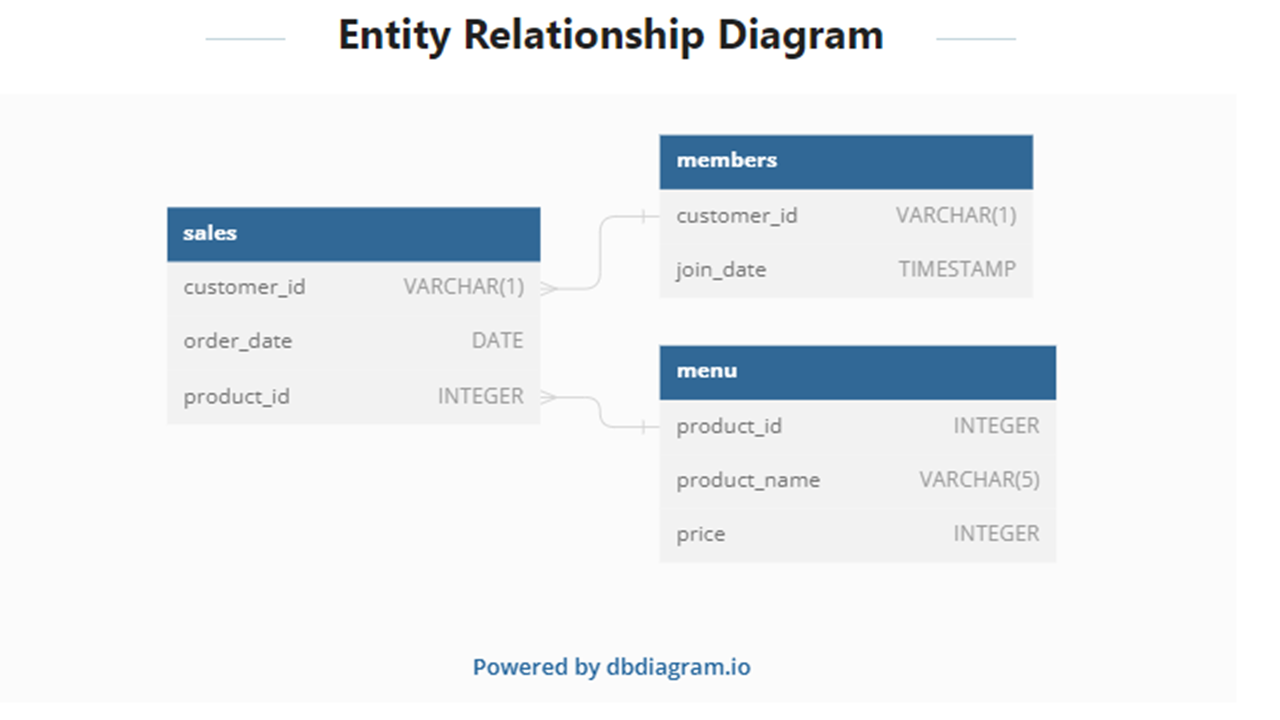 Entity Relationship Diagram
sales
customer_id VARCHAR(1)
order_date DATE
product_id INTEGER
members
customer_id VARCHAR(1)
join_date TIMESTAMP
menu
product_id INTEGER
product_name VARCHAR(5)
price INTEGER
Powered by dbdiagram.io